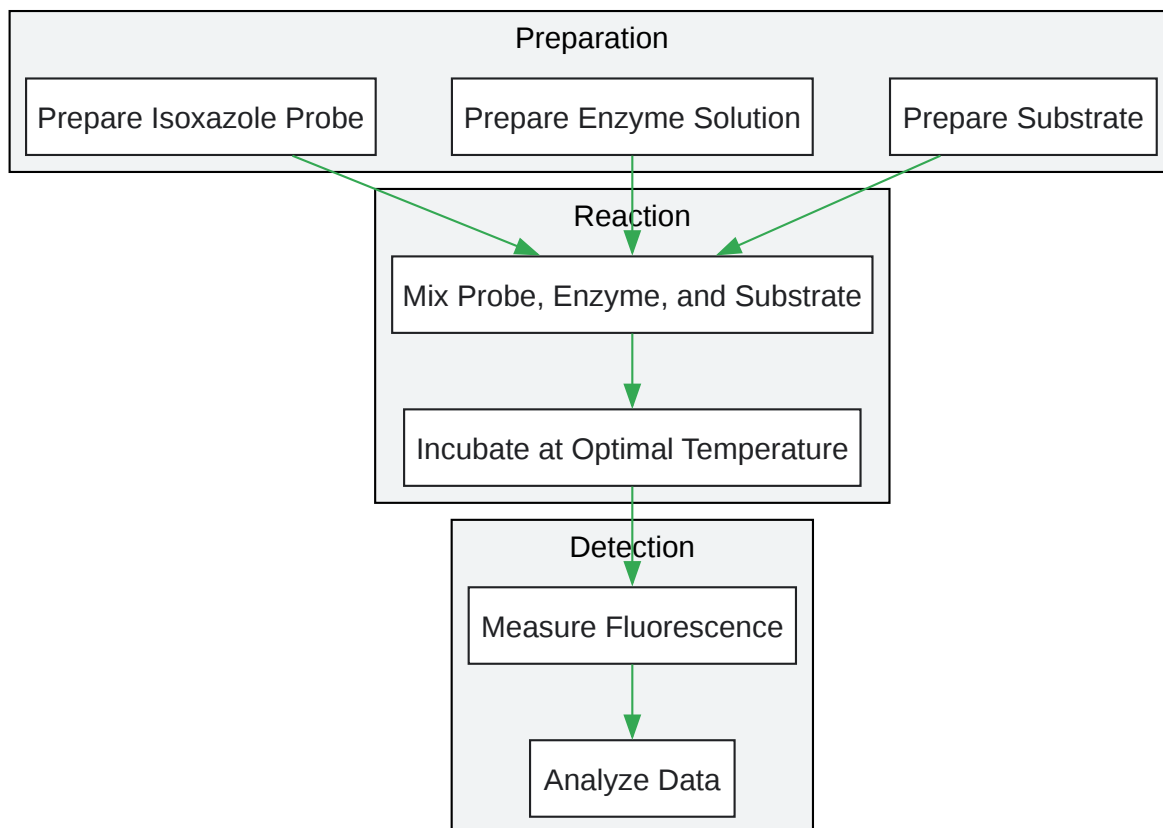 Preparation
Prepare Isoxazole Probe
Prepare Enzyme Solution
Prepare Substrate
Reaction
Mix Probe, Enzyme, and Substrate
Incubate at Optimal Temperature
Detection
Measure Fluorescence
Analyze Data